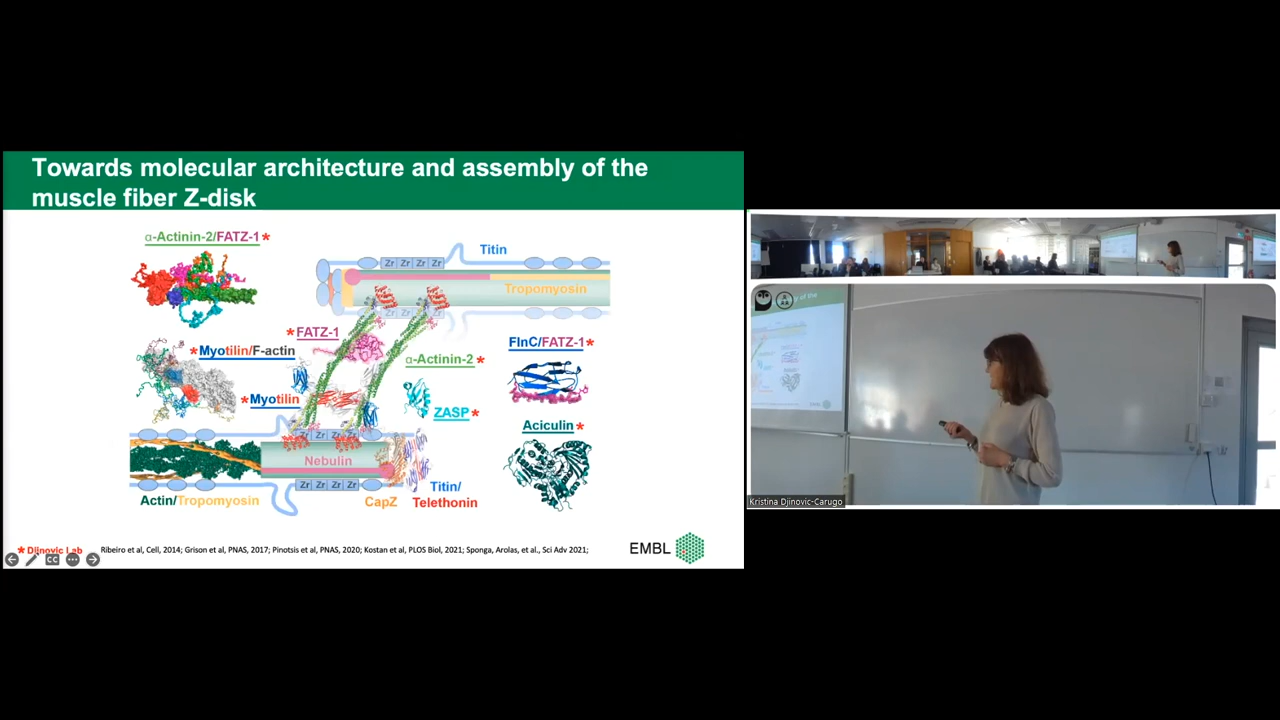 Towards molecular architecture and assembly of the
muscle fiber Z-disk
α-Actinin-2/FATZ-1*
Titin
Zr Zr Zr Zr
Tropomyosin
*FATZ-1
*Myotilin/F-actin
α-Actinin-2 *
FlnC/FATZ-1*
*Myotilin
ZASP*
Aciculin*
Zr Zr Zr Zr
Nebulin
Zr Zr Zr Zr
Actin/Tropomyosin
CapZ
Titin/
Telethonin
* Djinovic Lab
Ribeiro et al, Cell, 2014; Grison et al, PNAS, 2017; Pinotsis et al, PNAS, 2020; Kostan et al, PLOS Biol, 2021; Sponga, Arolas, et al., Sci Adv 2021;
CC
EMBL
Kristina Djinovic-Carugo